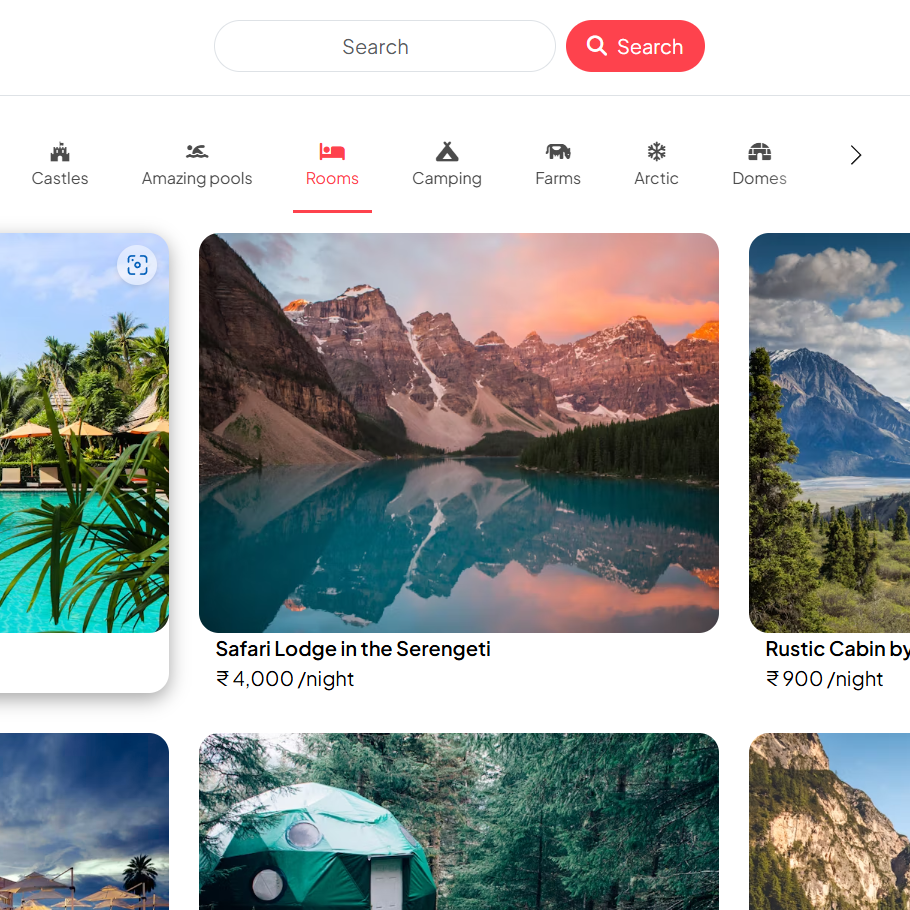 Search
Search
Castles
Amazing pools
Rooms
Camping
Farms
Arctic
Domes
Safari Lodge in the Serengeti
₹ 4,000 /night
Rustic Cabin by
₹ 900 /night